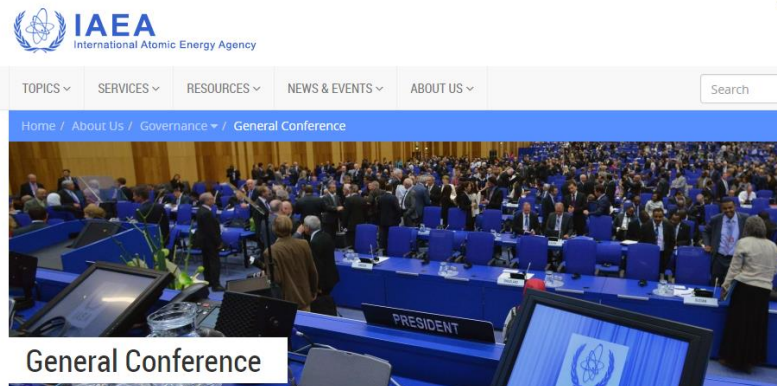 IAEA
International Atomic Energy Agency
TOPICS SERVICES RESOURCES NEWS & EVENTS ABOUT US Search
Home / About Us / Governance / General Conference
PRESIDENT
General Conference